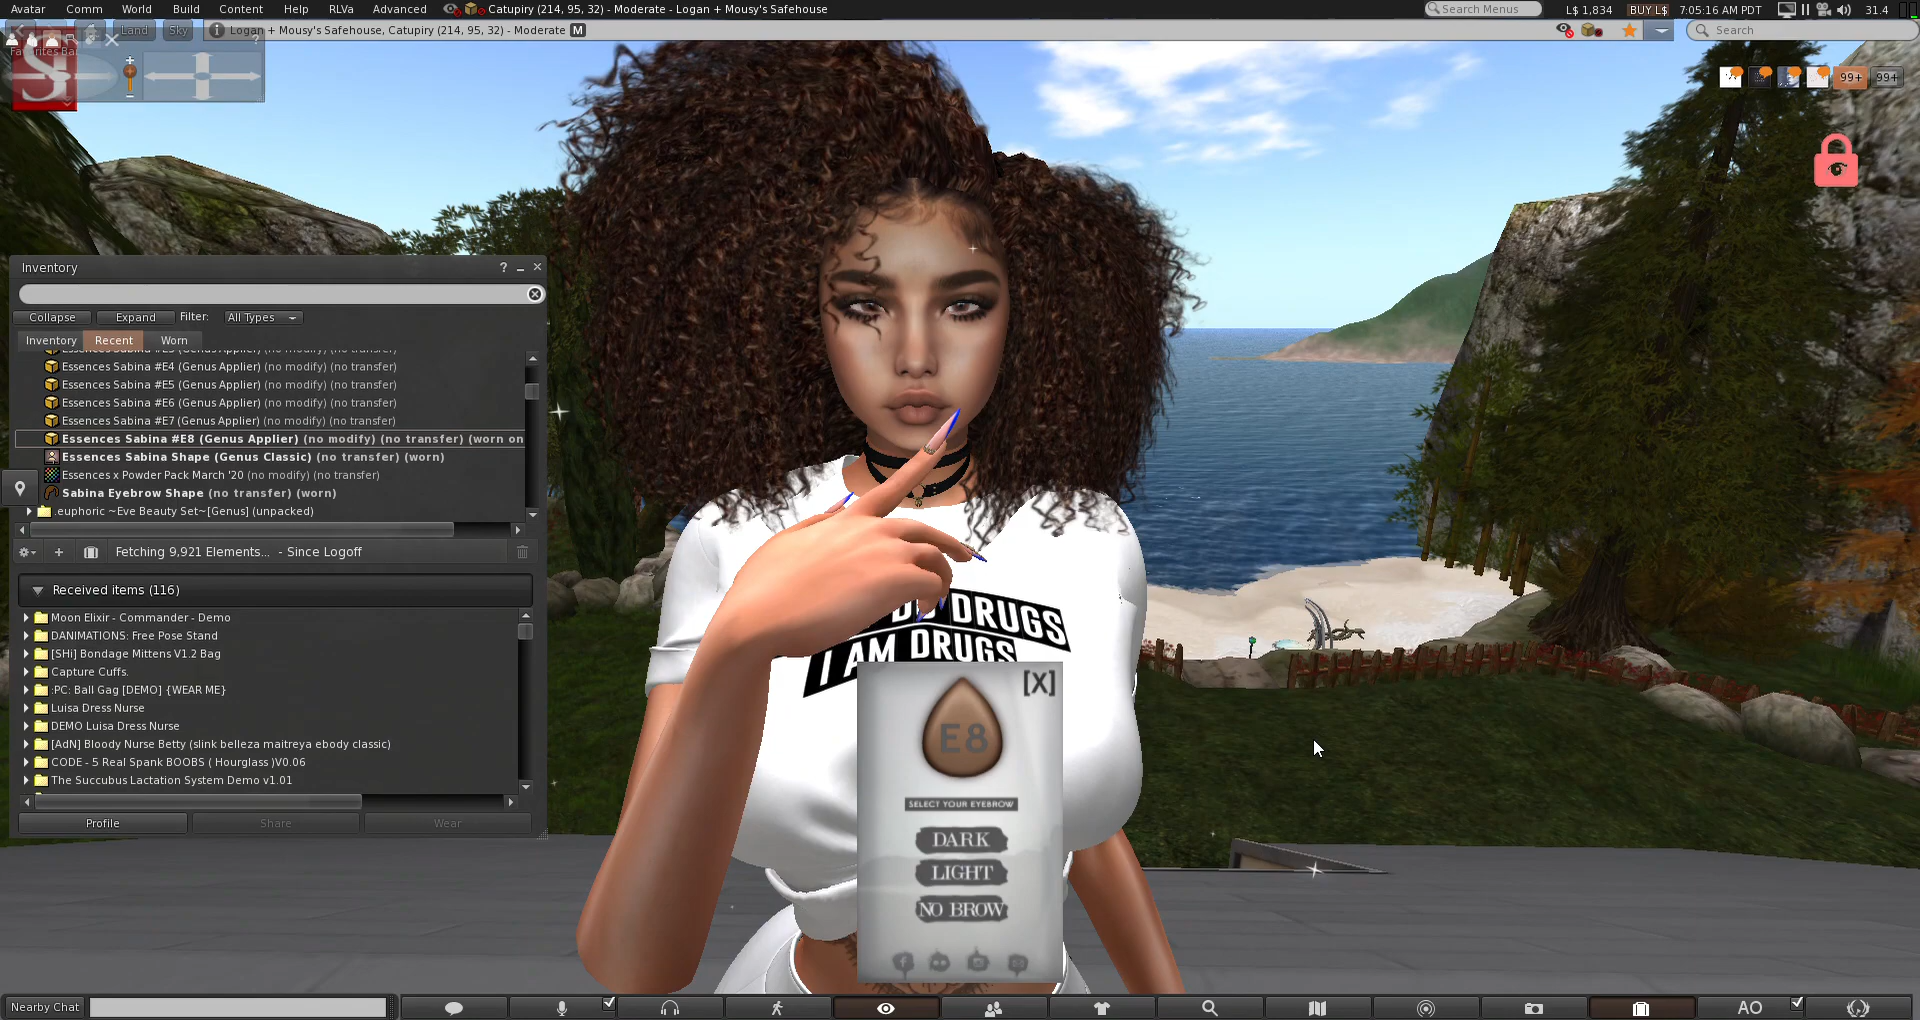 Avatar Comm World Build Content Help RLVa Advanced Catupiry (214, 95, 32) - Moderate - Logan + Mousy's Safehouse Search Menus L$ 1,834 BUY L$ 7:05:16 AM PDT 31.4
Land Sky Logan + Mousy's Safehouse, Catupiry (214, 95, 32) - Moderate M Search
99+ 99+
Inventory ?
Collapse Expand Filter: All Types
Inventory Recent Worn
Essences Sabina #E4 (Genus Applier) (no modify) (no transfer)
Essences Sabina #E5 (Genus Applier) (no modify) (no transfer)
Essences Sabina #E6 (Genus Applier) (no modify) (no transfer)
Essences Sabina #E7 (Genus Applier) (no modify) (no transfer)
Essences Sabina #E8 (Genus Applier) (no modify) (no transfer) (worn on
Essences Sabina Shape (Genus Classic) (worn)
Essences x Powder Pack March '20 (no modify) (no transfer)
Sabina Eyebrow Shape (no transfer) (worn)
.euphoric ~Eve Beauty Set~[Genus] (unpacked)
Fetching 9,921 Elements... - Since Logoff
Received items (116)
Moon Elixir - Commander - Demo
DANIMATIONS: Free Pose Stand
[SHi] Bondage Mittens V1.2 Bag
Capture Cuffs.
:PC: Ball Gag [DEMO] {WEAR ME}
Luisa Dress Nurse
DEMO Luisa Dress Nurse
[AdN] Bloody Nurse Betty (slink belleza maitreya ebody classic)
CODE - 5 Real Spank BOOBS ( Hourglass )V0.06
The Succubus Lactation System Demo v1.01
Profile Share Wear
DRUGS
I AM DRUGS
[X]
E8
SELECT YOUR EYEBROW
DARK
LIGHT
NO BROW
Nearby Chat AO